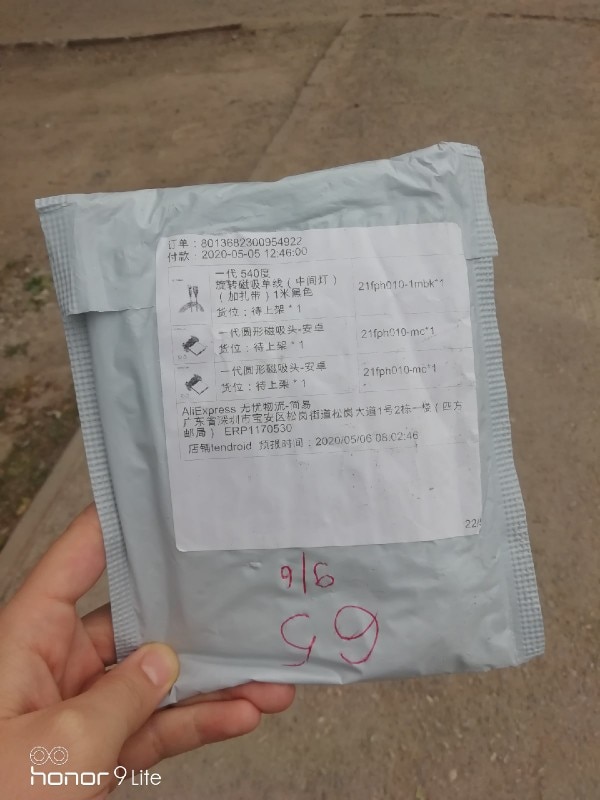 订单：8013682300954922
付款：2020-05-05 12:46:00
一代 540度
旋转磁吸单线（中间灯）
（加扎带）1米黑色
货位：待上架 * 1
21fph010-1mbk*1
一代圆形磁吸头-安卓
货位：待上架 * 1
21fph010-mc*1
一代圆形磁吸头-安卓
货位：待上架 * 1
21fph010-mc*1
AliExpress 无忧物流-简易
广东省深圳市宝安区松岗街道松岗大道1号2栋一楼（四方
邮局） ERP1170530
店铺tendroid 预报时间：2020/05/06 08:02:46
9/6
honor 9 Lite